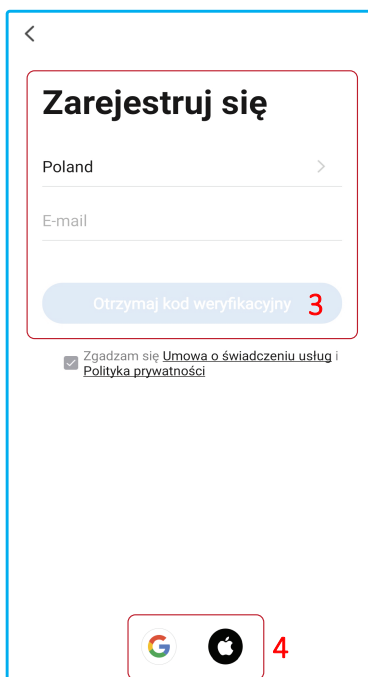 Zarejestruj się
Poland
E-mail
Otrzymaj kod weryfikacyjny 3
Zgadzam się Umowa o świadczeniu usług i
Polityka prywatności
4